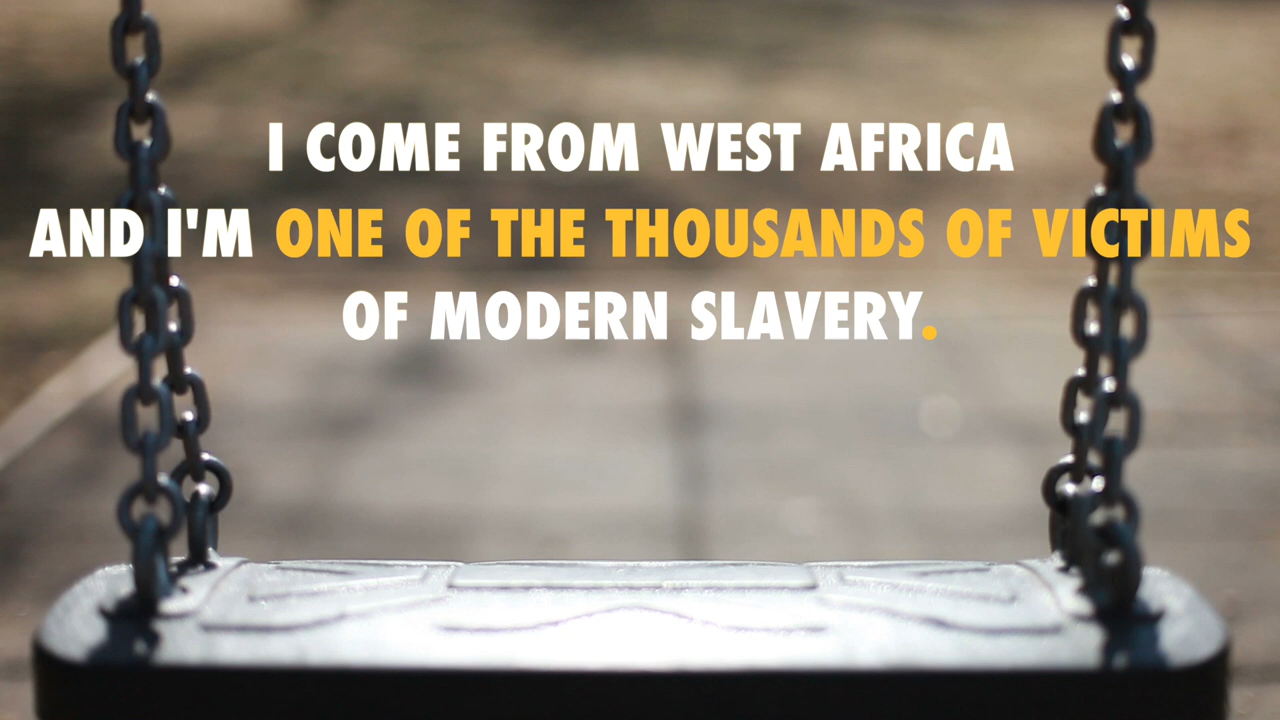 I COME FROM WEST AFRICA
AND I'M ONE OF THE THOUSANDS OF VICTIMS
OF MODERN SLAVERY.